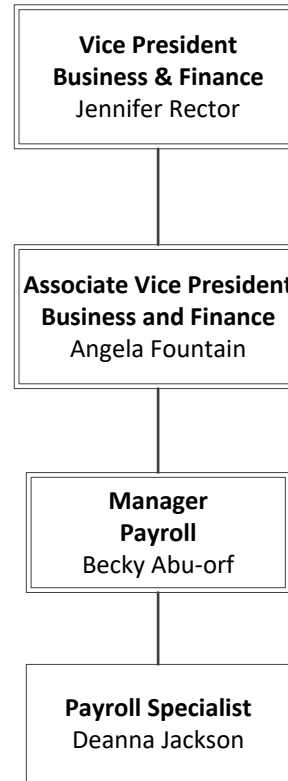 Vice President
Business & Finance
Jennifer Rector
Associate Vice President
Business and Finance
Angela Fountain
Manager
Payroll
Becky Abu-orf
Payroll Specialist
Deanna Jackson